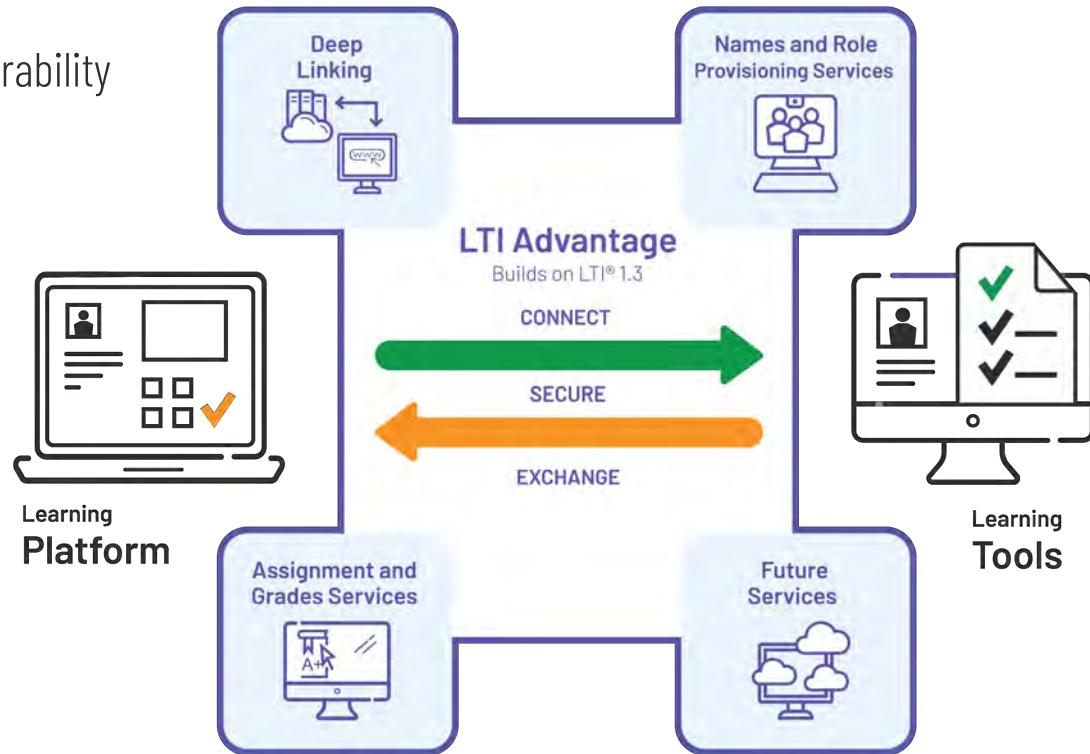 rability
Deep
Linking
www
Names and Role
Provisioning Services
LTI Advantage
Builds on LTI® 1.3
CONNECT
SECURE
EXCHANGE
Learning
Platform
Learning
Tools
Assignment and
Grades Services
A+
Future
Services